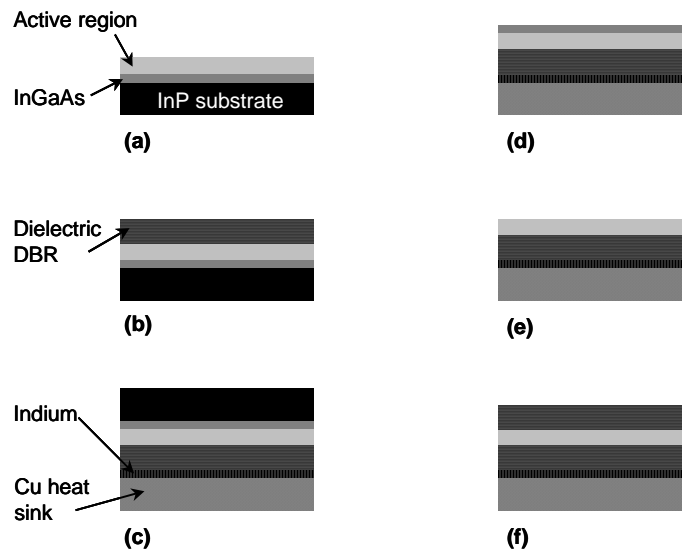 Active region
InGaAs
InP substrate
(a)
Dielectric
DBR
(b)
Indium
Cu heat
sink
(c)
(d)
(e)
(f)